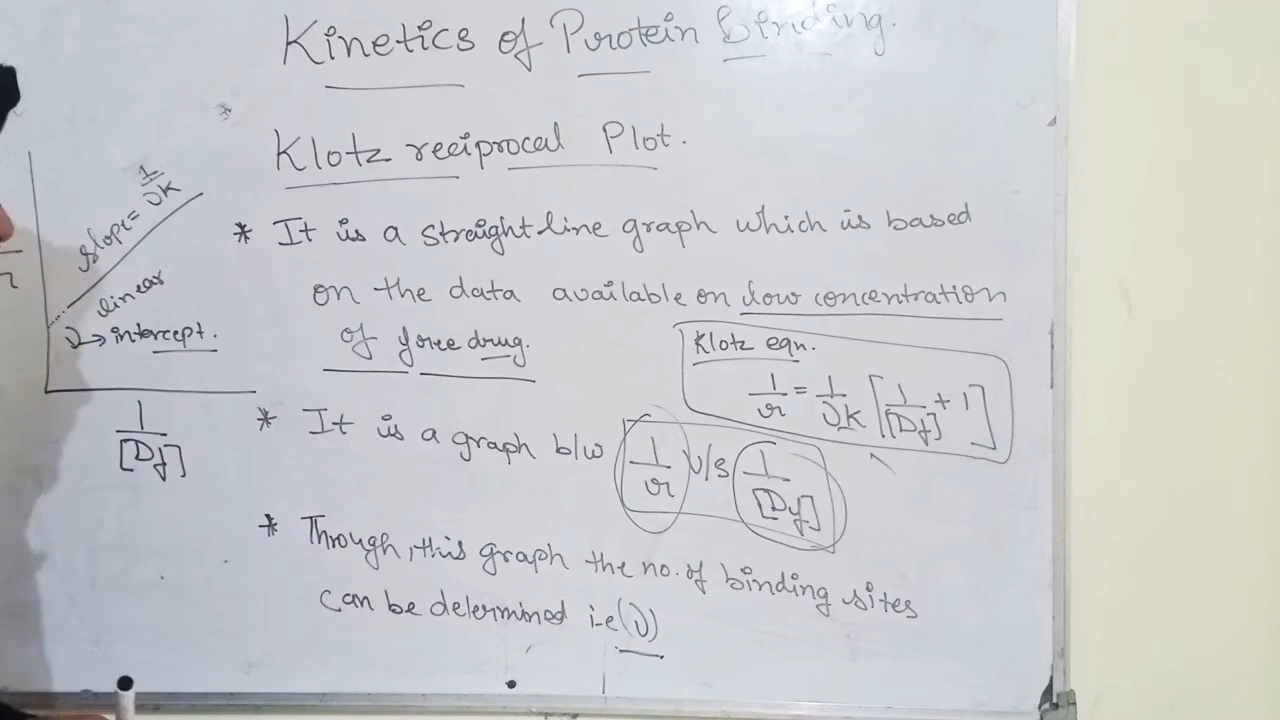 Kinetics of Protein binding.
Klotz reciprocal Plot.
* It is a straight line graph which is based
on the data available on low concentration
of free drug.
Klotz eqn.
1/r = 1/νK [1/[Df] + 1]
* It is a graph b/w 1/r v/s 1/[Df]
* Through, this graph the no. of binding sites
can be determined i.e (ν)
slope = 1/νK
linear
ν → intercept.
1/[Df]